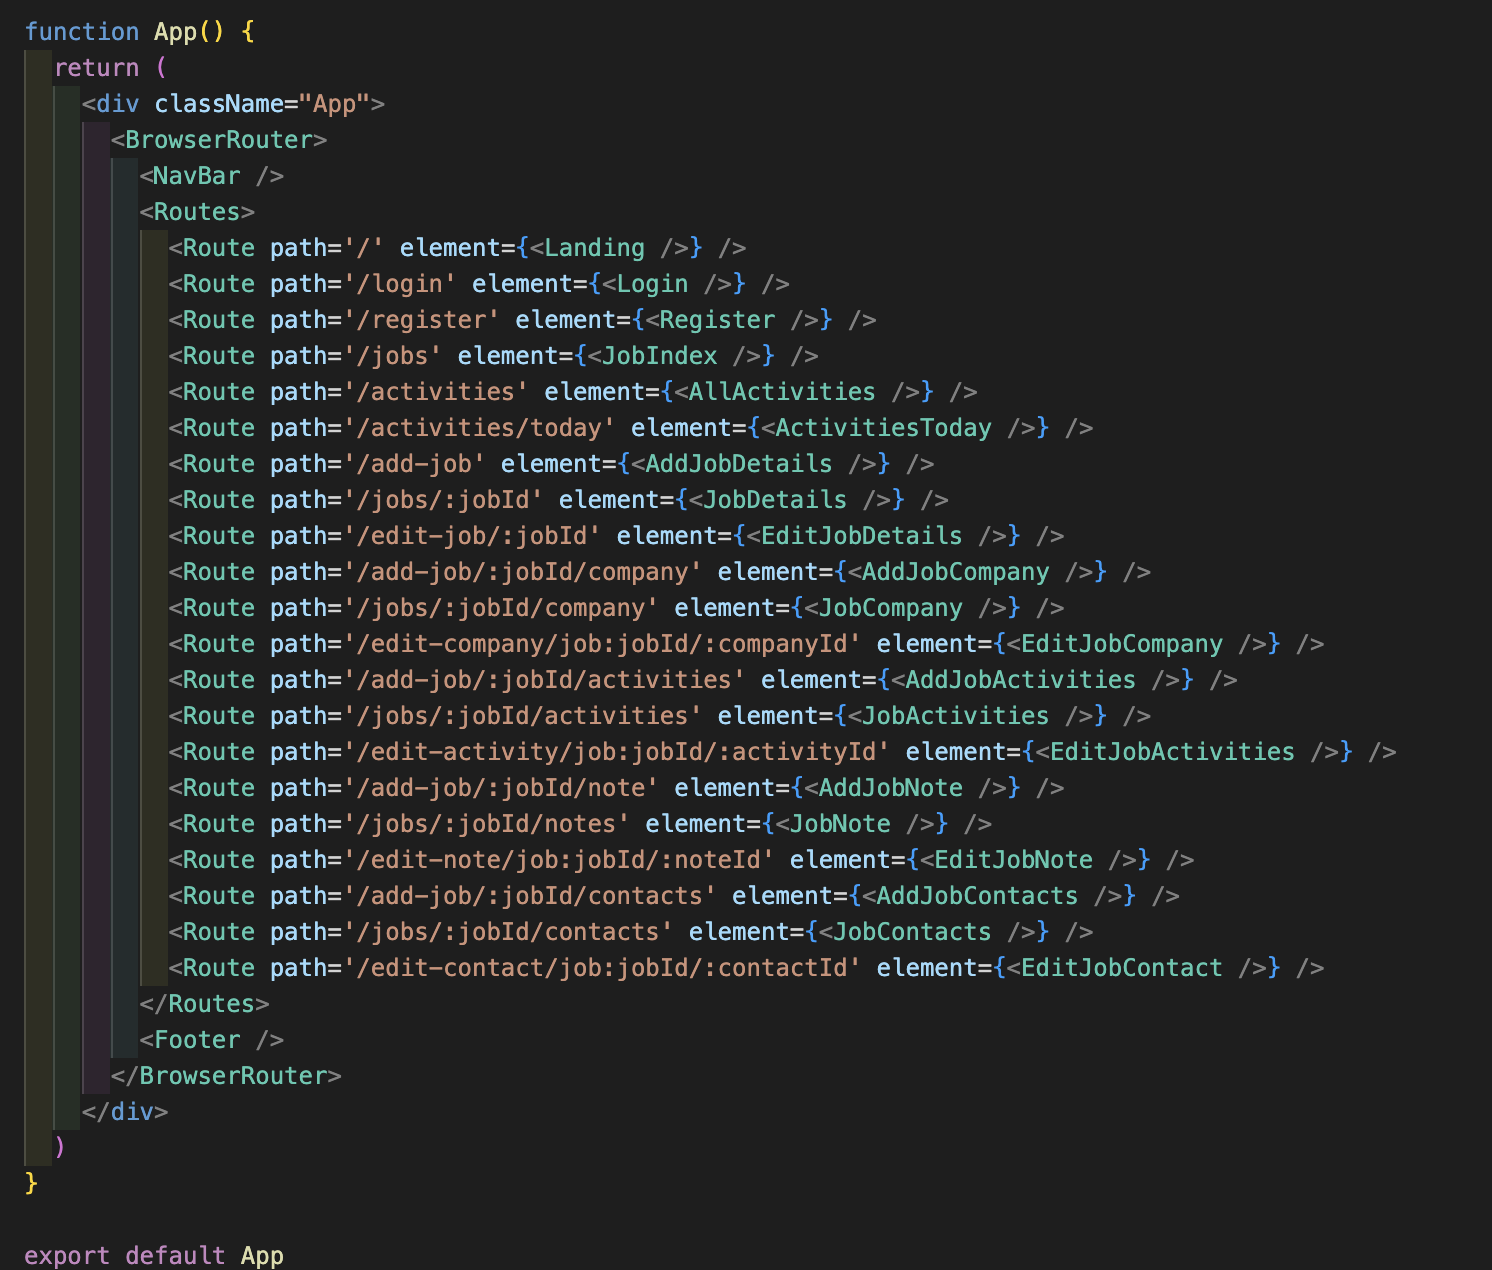 function App() {
  return (
    <div className="App">
      <BrowserRouter>
        <NavBar />
        <Routes>
          <Route path='/' element={<Landing />} />
          <Route path='/login' element={<Login />} />
          <Route path='/register' element={<Register />} />
          <Route path='/jobs' element={<JobIndex />} />
          <Route path='/activities' element={<AllActivities />} />
          <Route path='/activities/today' element={<ActivitiesToday />} />
          <Route path='/add-job' element={<AddJobDetails />} />
          <Route path='/jobs/:jobId' element={<JobDetails />} />
          <Route path='/edit-job/:jobId' element={<EditJobDetails />} />
          <Route path='/add-job/:jobId/company' element={<AddJobCompany />} />
          <Route path='/jobs/:jobId/company' element={<JobCompany />} />
          <Route path='/edit-company/job:jobId/:companyId' element={<EditJobCompany />} />
          <Route path='/add-job/:jobId/activities' element={<AddJobActivities />} />
          <Route path='/jobs/:jobId/activities' element={<JobActivities />} />
          <Route path='/edit-activity/job:jobId/:activityId' element={<EditJobActivities />} />
          <Route path='/add-job/:jobId/note' element={<AddJobNote />} />
          <Route path='/jobs/:jobId/notes' element={<JobNote />} />
          <Route path='/edit-note/job:jobId/:noteId' element={<EditJobNote />} />
          <Route path='/add-job/:jobId/contacts' element={<AddJobContacts />} />
          <Route path='/jobs/:jobId/contacts' element={<JobContacts />} />
          <Route path='/edit-contact/job:jobId/:contactId' element={<EditJobContact />} />
        </Routes>
        <Footer />
      </BrowserRouter>
    </div>
  )
}

export default App